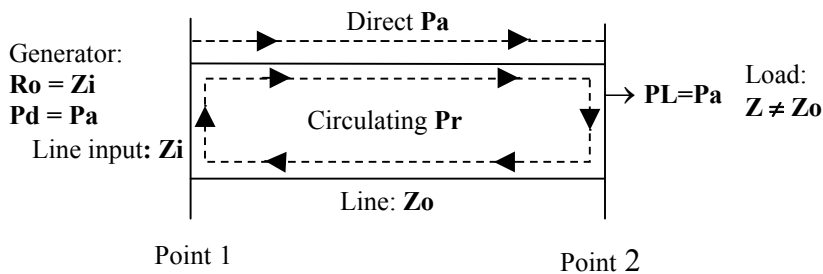 Direct Pa
Generator:
Ro = Zi
Pd = Pa
Line input: Zi
Circulating Pr
→ PL=Pa
Load:
Z ≠ Zo
Line: Zo
Point 1
Point 2